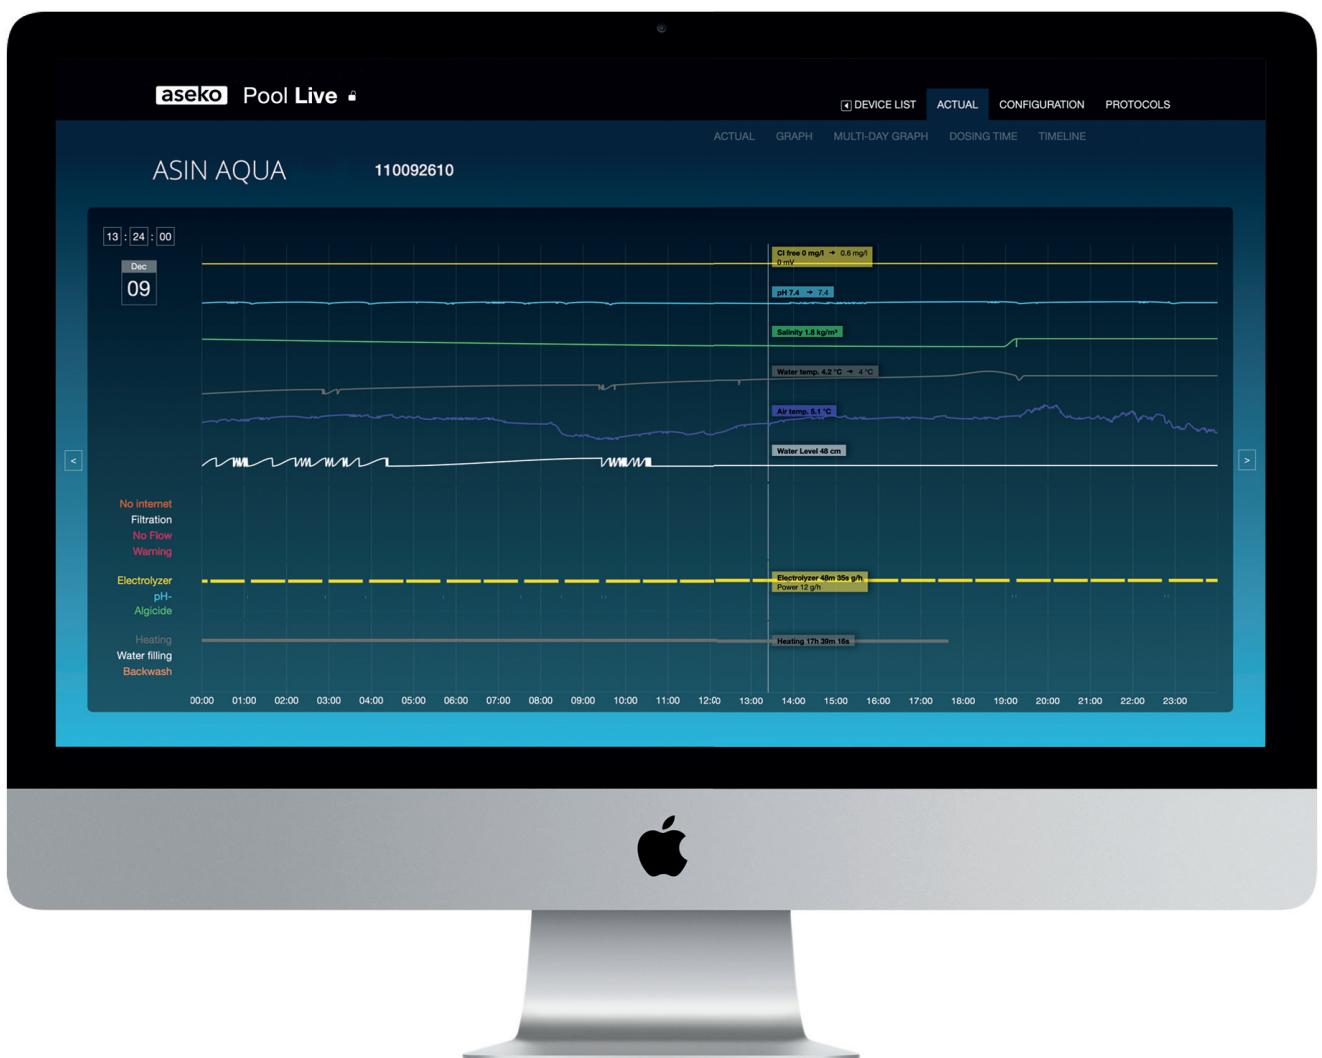 aseko Pool Live
DEVICE LIST ACTUAL CONFIGURATION PROTOCOLS
ACTUAL GRAPH MULTI-DAY GRAPH DOSING TIME TIMELINE
ASIN AQUA 110092610
13 : 24 : 00
Dec
09
Cl free 0 mg/l → 0.6 mg/l
0 mV
pH 7.4 → 7.4
Salinity 1.8 kg/m³
Water temp. 4.2 °C → 4 °C
Air temp. 5.1 °C
Water Level 48 cm
< >
No internet
Filtration
No Flow
Warning
Electrolyzer
Electrolyzer 48m 35s g/h
Power 12 g/h
pH-
Algicide
Heating
Heating 17h 39m 16s
Water filling
Backwash
00:00 01:00 02:00 03:00 04:00 05:00 06:00 07:00 08:00 09:00 10:00 11:00 12:00 13:00 14:00 15:00 16:00 17:00 18:00 19:00 20:00 21:00 22:00 23:00